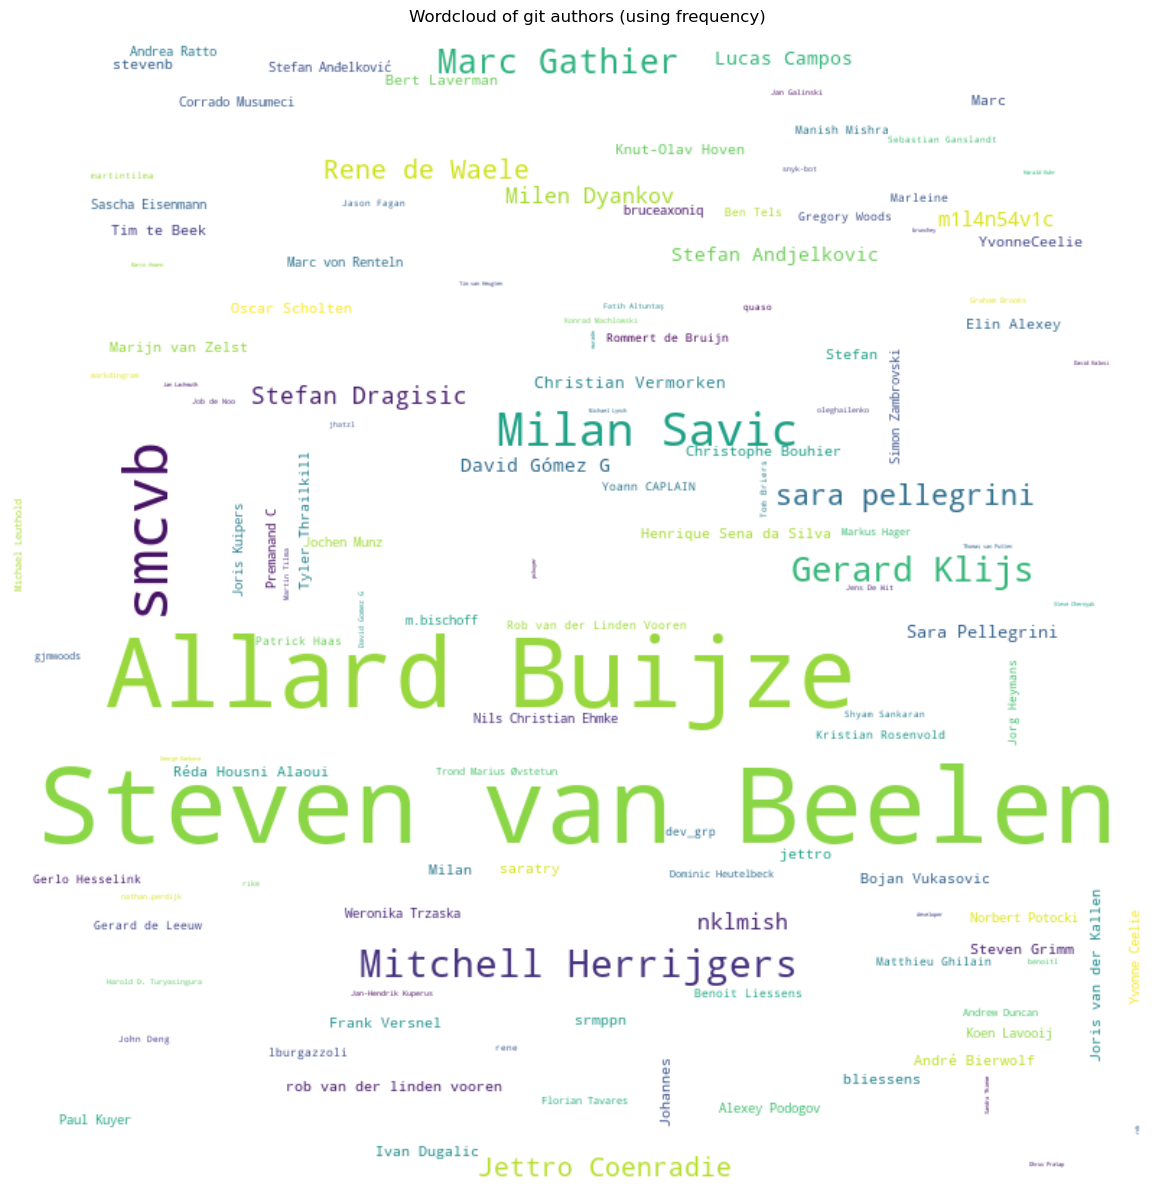 Wordcloud of git authors (using frequency)
Andrea Ratto
stevenb
Stefan Anđelković
Marc Gathier
Lucas Campos
Bert Laverman
Corrado Musumeci
Jan Galinski
Marc
Manish Mishra
Sebastian Ganslandt
Knut-Olav Hoven
Rene de Waele
snyk-bot
martintilma
Milen Dyankov
Marleine
Sascha Eisenmann
Jason Fagan
bruceaxoniq
Ben Tels
Gregory Woods
m1l4n54v1c
Tim te Beek
YvonneCeelie
Stefan Andjelkovic
Marc von Renteln
Oscar Scholten
Fatih Altuntaş
quaso
Graham Brooks
Konrad Wachlowski
Elin Alexey
Rommert de Bruijn
Marijn van Zelst
Stefan
David Kalosi
markdingram
Jan Lachmuth
Christian Vermorken
Stefan Dragisic
Job de Noo
Simon Zambrovski
Michael Lynch
oleghailenko
jhatzl
Milan Savic
Christophe Bouhier
David Gómez G
smcvb
Yoann CAPLAIN
Tom Briers
sara pellegrini
Tyler Thrailkill
Michael Leuthold
Joris Kuipers
Premanand C
Martin Tilma
Jochen Munz
Henrique Sena da Silva
Markus Hager
Thomas van Putten
Gerard Klijs
Jens De Wit
David Gomez G
Steve Chernyak
m.bischoff
Rob van der Linden Vooren
Sara Pellegrini
Patrick Haas
gjmwoods
Allard Buijze
Jorg Heymans
Nils Christian Ehmke
Shyam Sankaran
Kristian Rosenvold
Réda Housni Alaoui
Trond Marius Øvstetun
Steven van Beelen
dev_grp
jettro
Milan
saratry
Dominic Heutelbeck
Bojan Vukasovic
Gerlo Hesselink
rike
nathan.perdijk
Weronika Trzaska
developer
Norbert Potocki
Gerard de Leeuw
nklmish
Joris van der Kallen
Yvonne Ceelie
Steven Grimm
Mitchell Herrijgers
Matthieu Ghilain
benoitl
Harold D. Turyasingura
Jan-Hendrik Kuperus
Benoit Liessens
Andrew Duncan
Frank Versnel
srmppn
Koen Lavooij
John Deng
lburgazzoli
rene
André Bierwolf
Johannes
bliessens
rob van der linden vooren
Florian Tavares
Alexey Podogov
Paul Kuyer
Ivan Dugalic
Jettro Coenradie
Dhruv Pratap